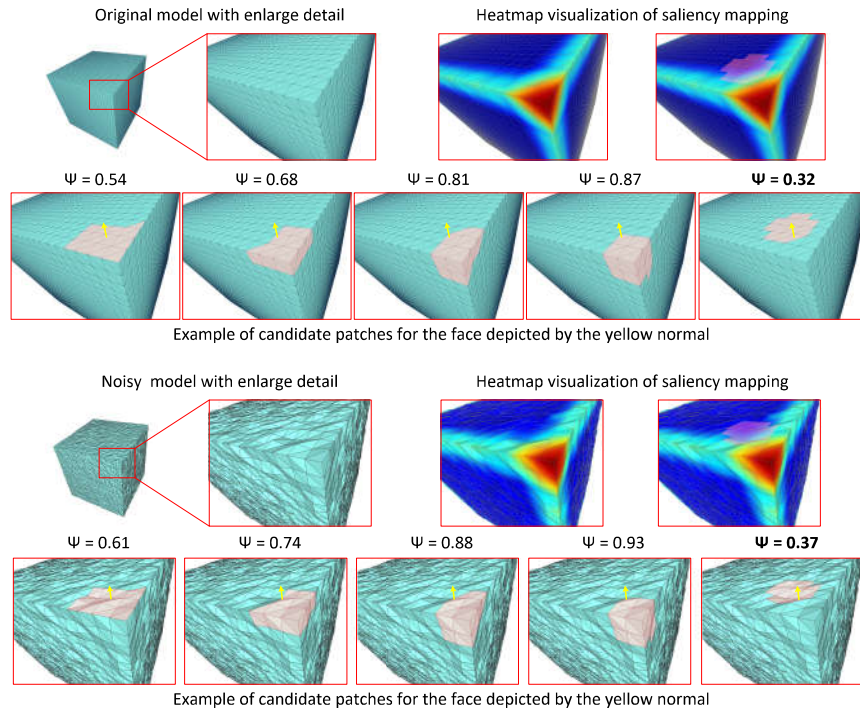 Original model with enlarge detail
Heatmap visualization of saliency mapping
Ψ = 0.54
Ψ = 0.68
Ψ = 0.81
Ψ = 0.87
Ψ = 0.32
Example of candidate patches for the face depicted by the yellow normal
Noisy model with enlarge detail
Heatmap visualization of saliency mapping
Ψ = 0.61
Ψ = 0.74
Ψ = 0.88
Ψ = 0.93
Ψ = 0.37
Example of candidate patches for the face depicted by the yellow normal